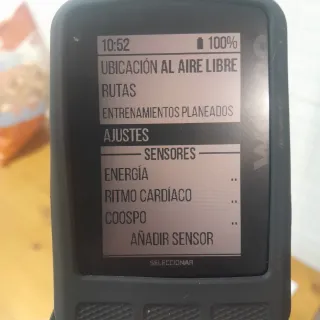 10:52 100%
UBICACIÓN AL AIRE LIBRE
RUTAS
ENTRENAMIENTOS PLANEADOS
AJUSTES
SENSORES
ENERGÍA ..
RITMO CARDÍACO ..
COOSPO ..
AÑADIR SENSOR
SELECCIONAR